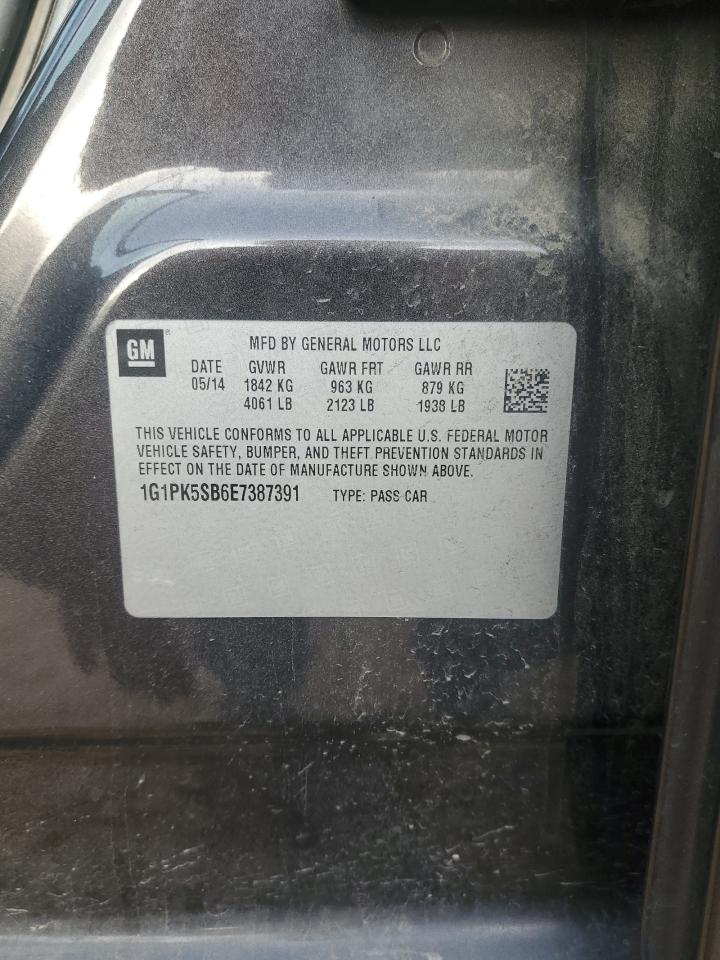 GM
MFD BY GENERAL MOTORS LLC
DATE GVWR GAWR FRT GAWR RR
05/14 1842 KG 963 KG 879 KG
4061 LB 2123 LB 1938 LB
THIS VEHICLE CONFORMS TO ALL APPLICABLE U.S. FEDERAL MOTOR
VEHICLE SAFETY, BUMPER, AND THEFT PREVENTION STANDARDS IN
EFFECT ON THE DATE OF MANUFACTURE SHOWN ABOVE.
1G1PK5SB6E7387391 TYPE: PASS CAR